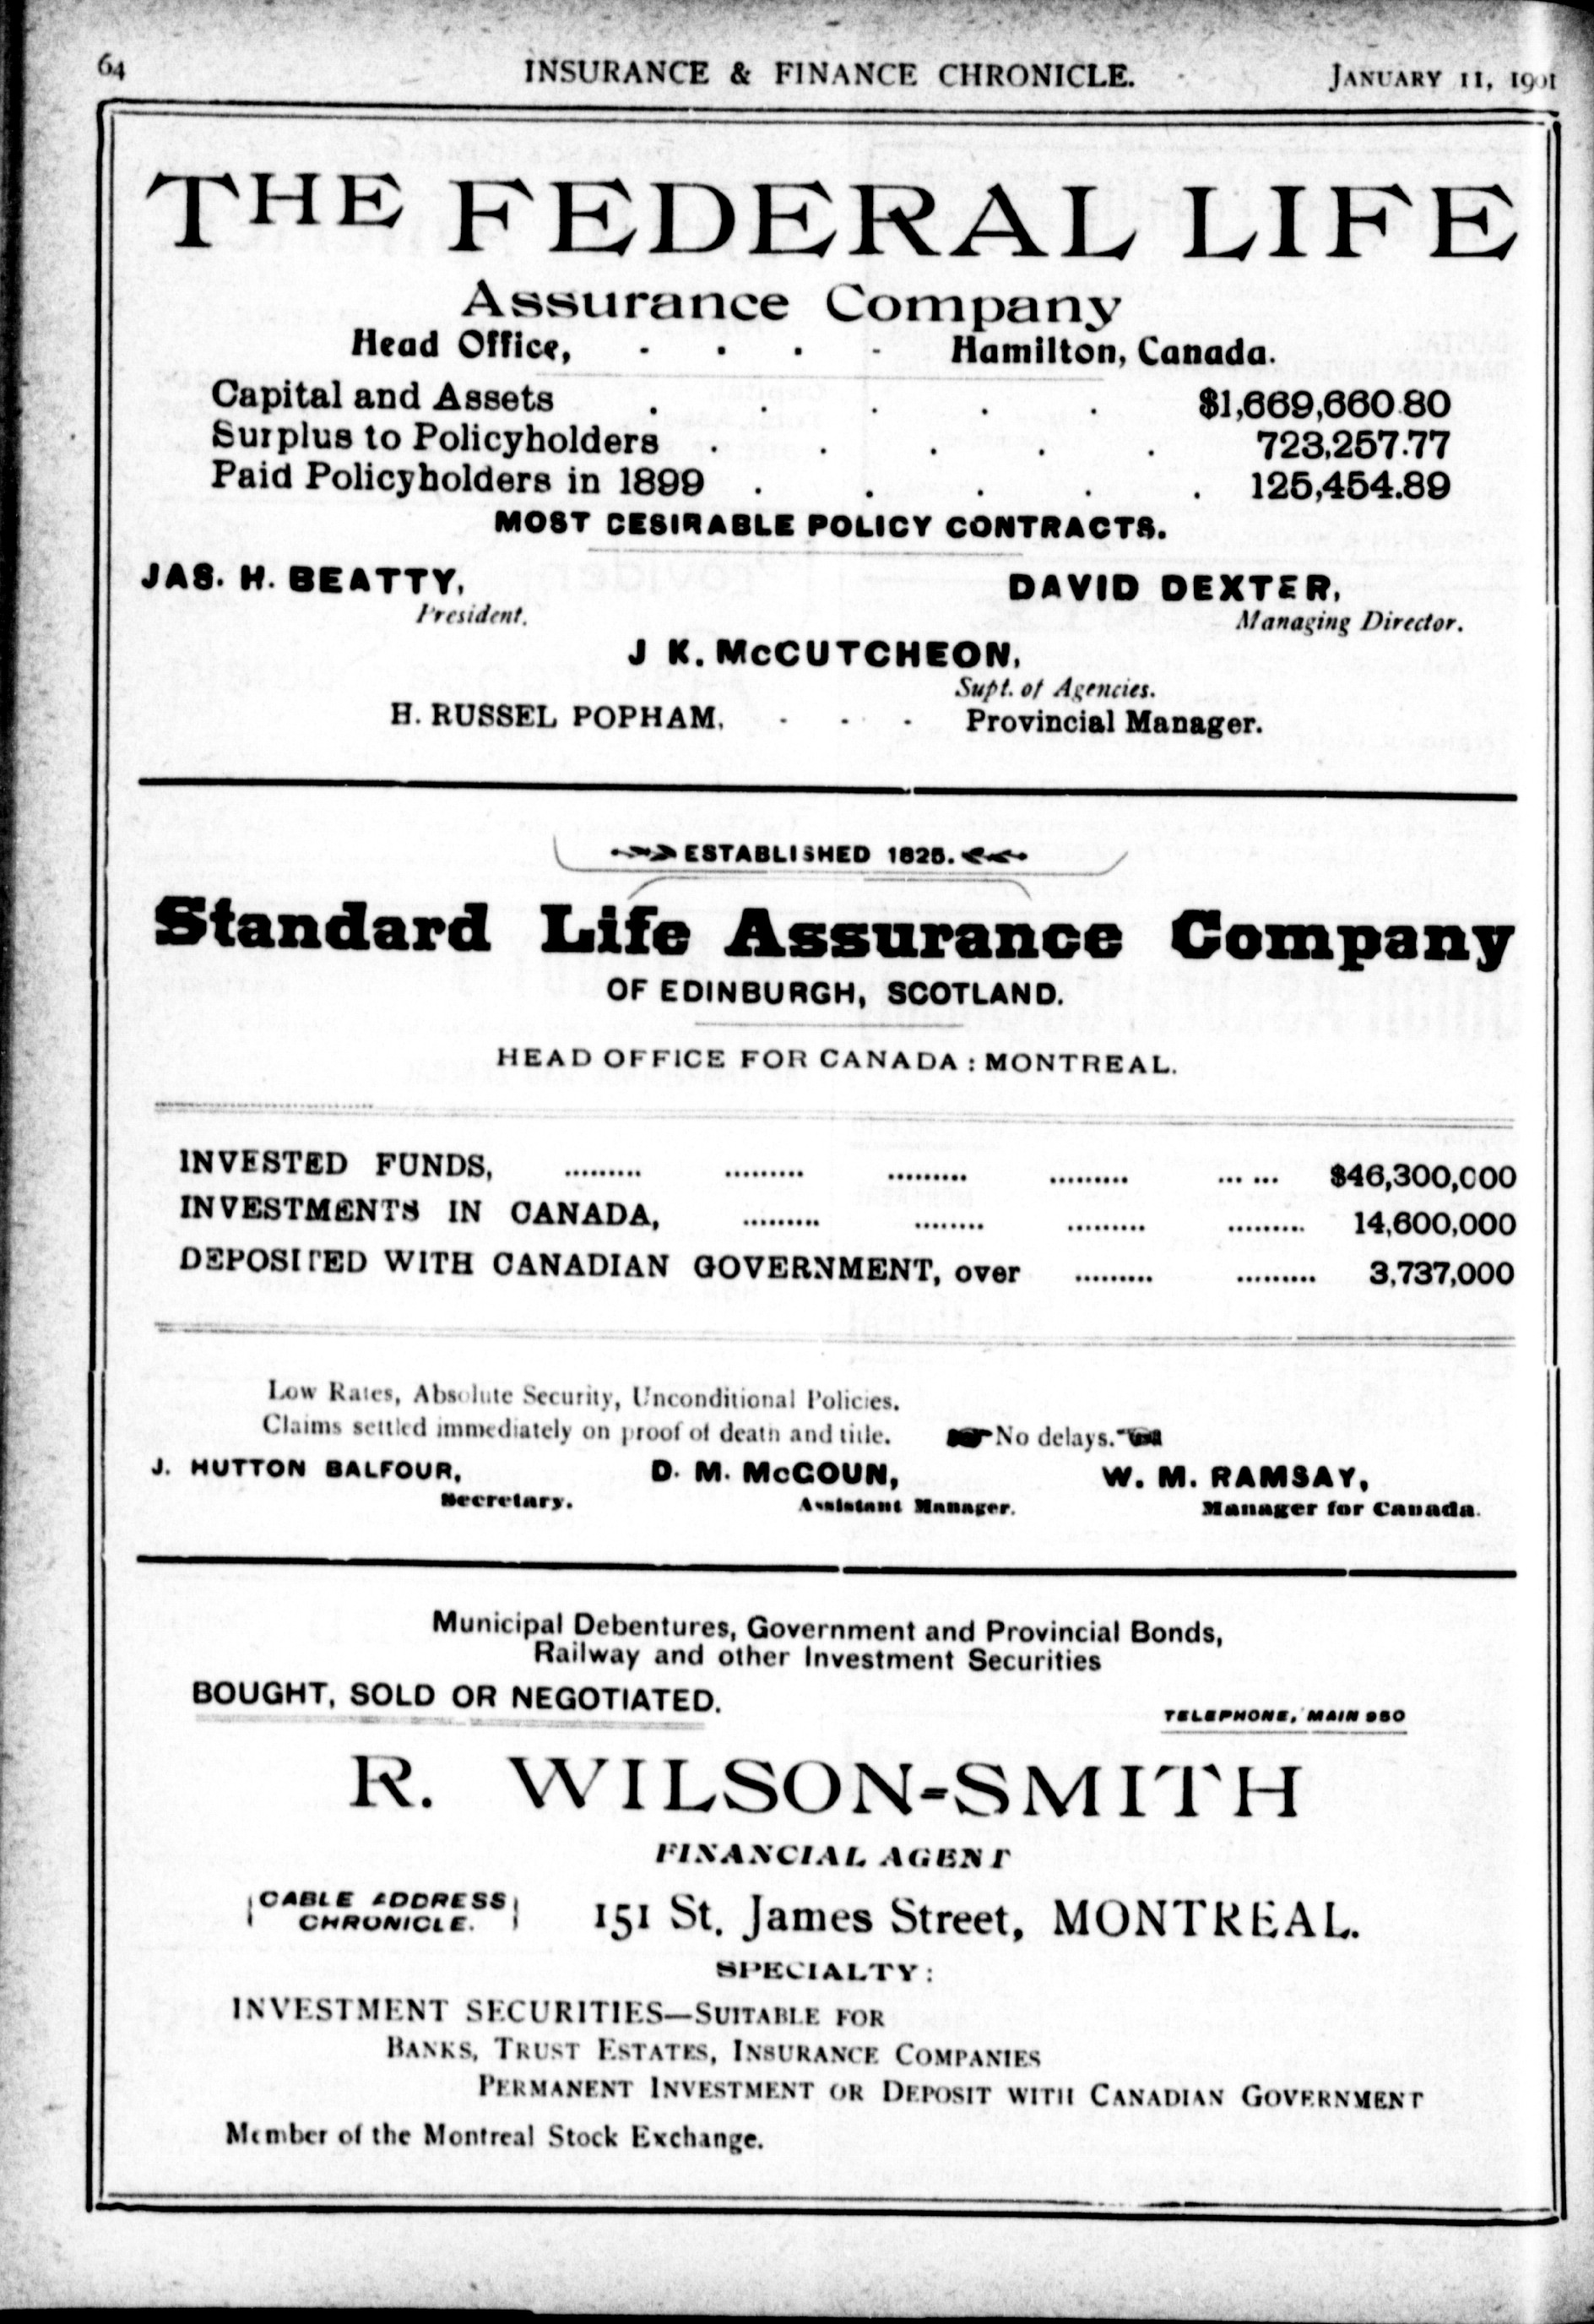 64 INSURANCE & FINANCE CHRONICLE. JANUARY 11, 1901
THE FEDERAL LIFE
Assurance Company
Head Office, - - - - Hamilton, Canada.
Capital and Assets . . . . . $1,669,660.80
Surplus to Policyholders . . . . . 723,257.77
Paid Policyholders in 1899 . . . . . 125,454.89
MOST DESIRABLE POLICY CONTRACTS.
JAS. H. BEATTY, DAVID DEXTER,
President. Managing Director.
J K. McCUTCHEON,
Supt. of Agencies.
H. RUSSEL POPHAM, - - - Provincial Manager.
ESTABLISHED 1825.
Standard Life Assurance Company
OF EDINBURGH, SCOTLAND.
HEAD OFFICE FOR CANADA : MONTREAL.
INVESTED FUNDS, ......... ......... ......... ......... ... ... $46,300,000
INVESTMENTS IN CANADA, ......... ........ ......... ......... 14,600,000
DEPOSITED WITH CANADIAN GOVERNMENT, over ......... ......... 3,737,000
Low Rates, Absolute Security, Unconditional Policies.
Claims settled immediately on proof of death and title. No delays.
J. HUTTON BALFOUR, D. M. McGOUN, W. M. RAMSAY,
Secretary. Assistant Manager. Manager for Canada.
Municipal Debentures, Government and Provincial Bonds,
Railway and other Investment Securities
BOUGHT, SOLD OR NEGOTIATED.
TELEPHONE, MAIN 950
R. WILSON-SMITH
FINANCIAL AGENT
CABLE ADDRESS
CHRONICLE.
151 St. James Street, MONTREAL.
SPECIALTY:
INVESTMENT SECURITIES—SUITABLE FOR
BANKS, TRUST ESTATES, INSURANCE COMPANIES
PERMANENT INVESTMENT OR DEPOSIT WITH CANADIAN GOVERNMENT
Member of the Montreal Stock Exchange.